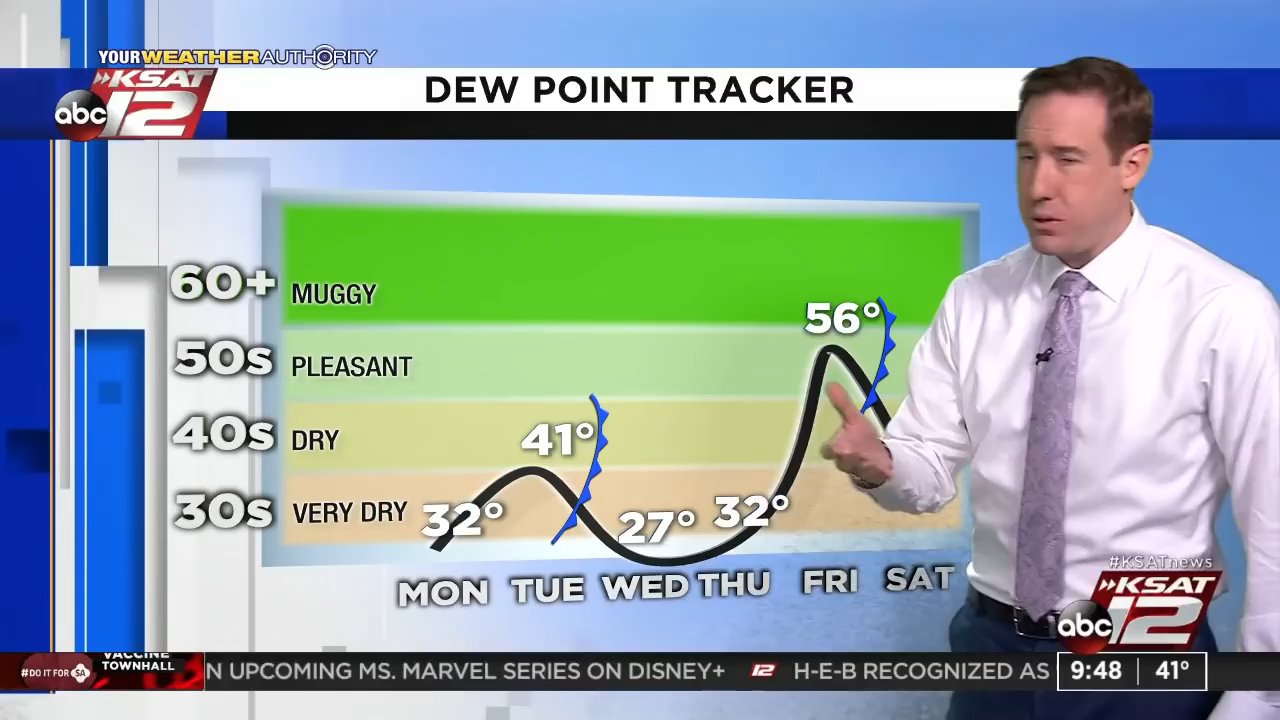 YOURWEATHERAUTHORITY
KSAT
abc 12
DEW POINT TRACKER
60+ MUGGY
56°
50s PLEASANT
40s DRY
41°
30s VERY DRY
32°
27°
32°
MON TUE WED THU FRI SAT
#KSATnews
KSAT
abc 12
#DO IT FOR SA
VACCINE
TOWNHALL
N UPCOMING MS. MARVEL SERIES ON DISNEY+ 12 H-E-B RECOGNIZED AS
9:48 41°